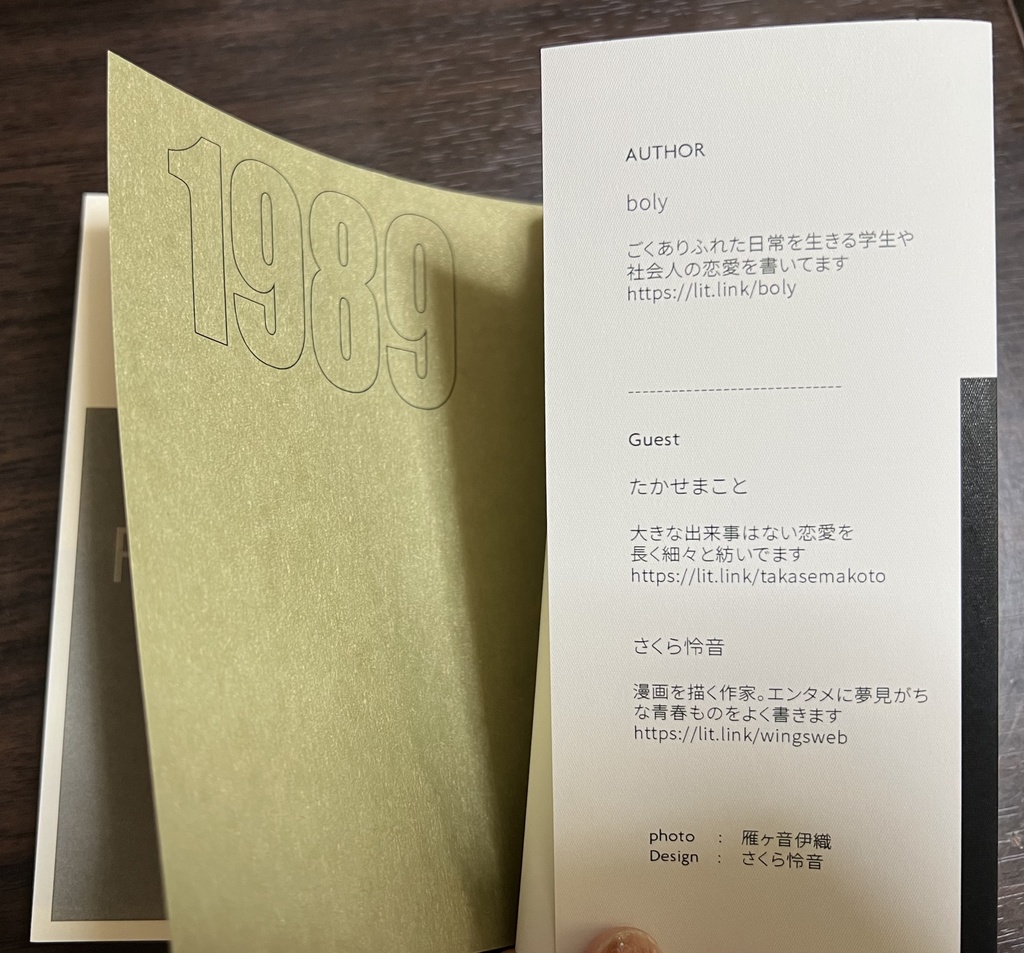 1989
AUTHOR
boly
ごくありふれた日常を生きる学生や
社会人の恋愛を書いてます
https://lit.link/boly
------------------------------
Guest
たかせまこと
大きな出来事はない恋愛を
長く細々と紡いでます
https://lit.link/takasemakoto
さくら怜音
漫画を描く作家。エンタメに夢見がち
な青春ものをよく書きます
https://lit.link/wingsweb
photo : 雁ヶ音伊織
Design : さくら怜音